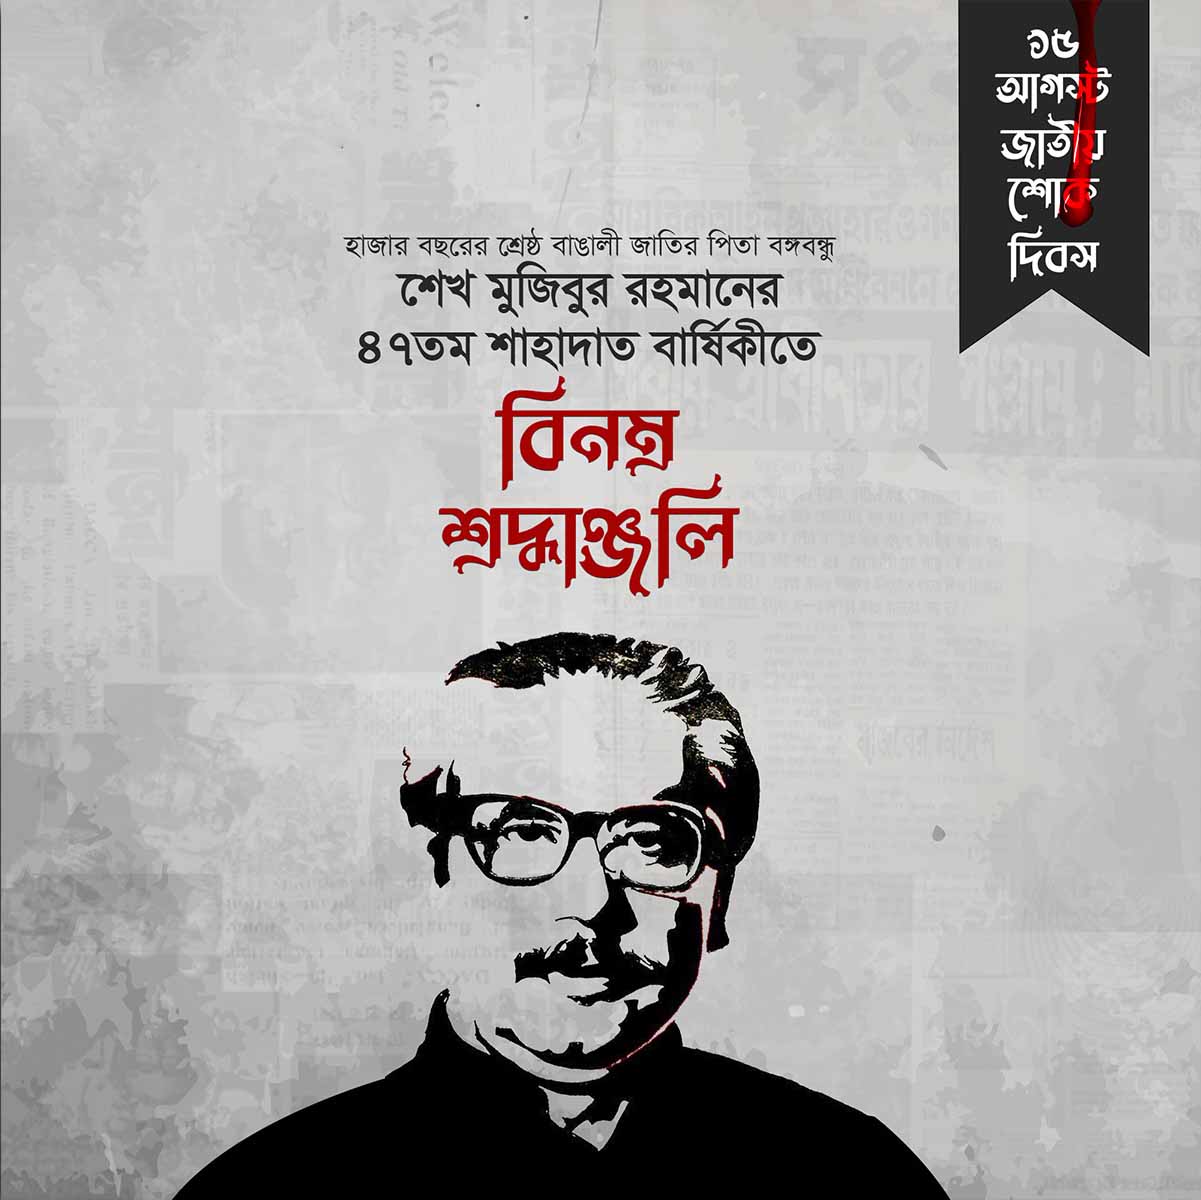 ১৫
আগস্ট
জাতীয়
শোক
দিবস
হাজার বছরের শ্রেষ্ঠ বাঙালী জাতির পিতা বঙ্গবন্ধু
শেখ মুজিবুর রহমানের
৪৭তম শাহাদাত বার্ষিকীতে
বিনম্র
শ্রদ্ধাঞ্জলি